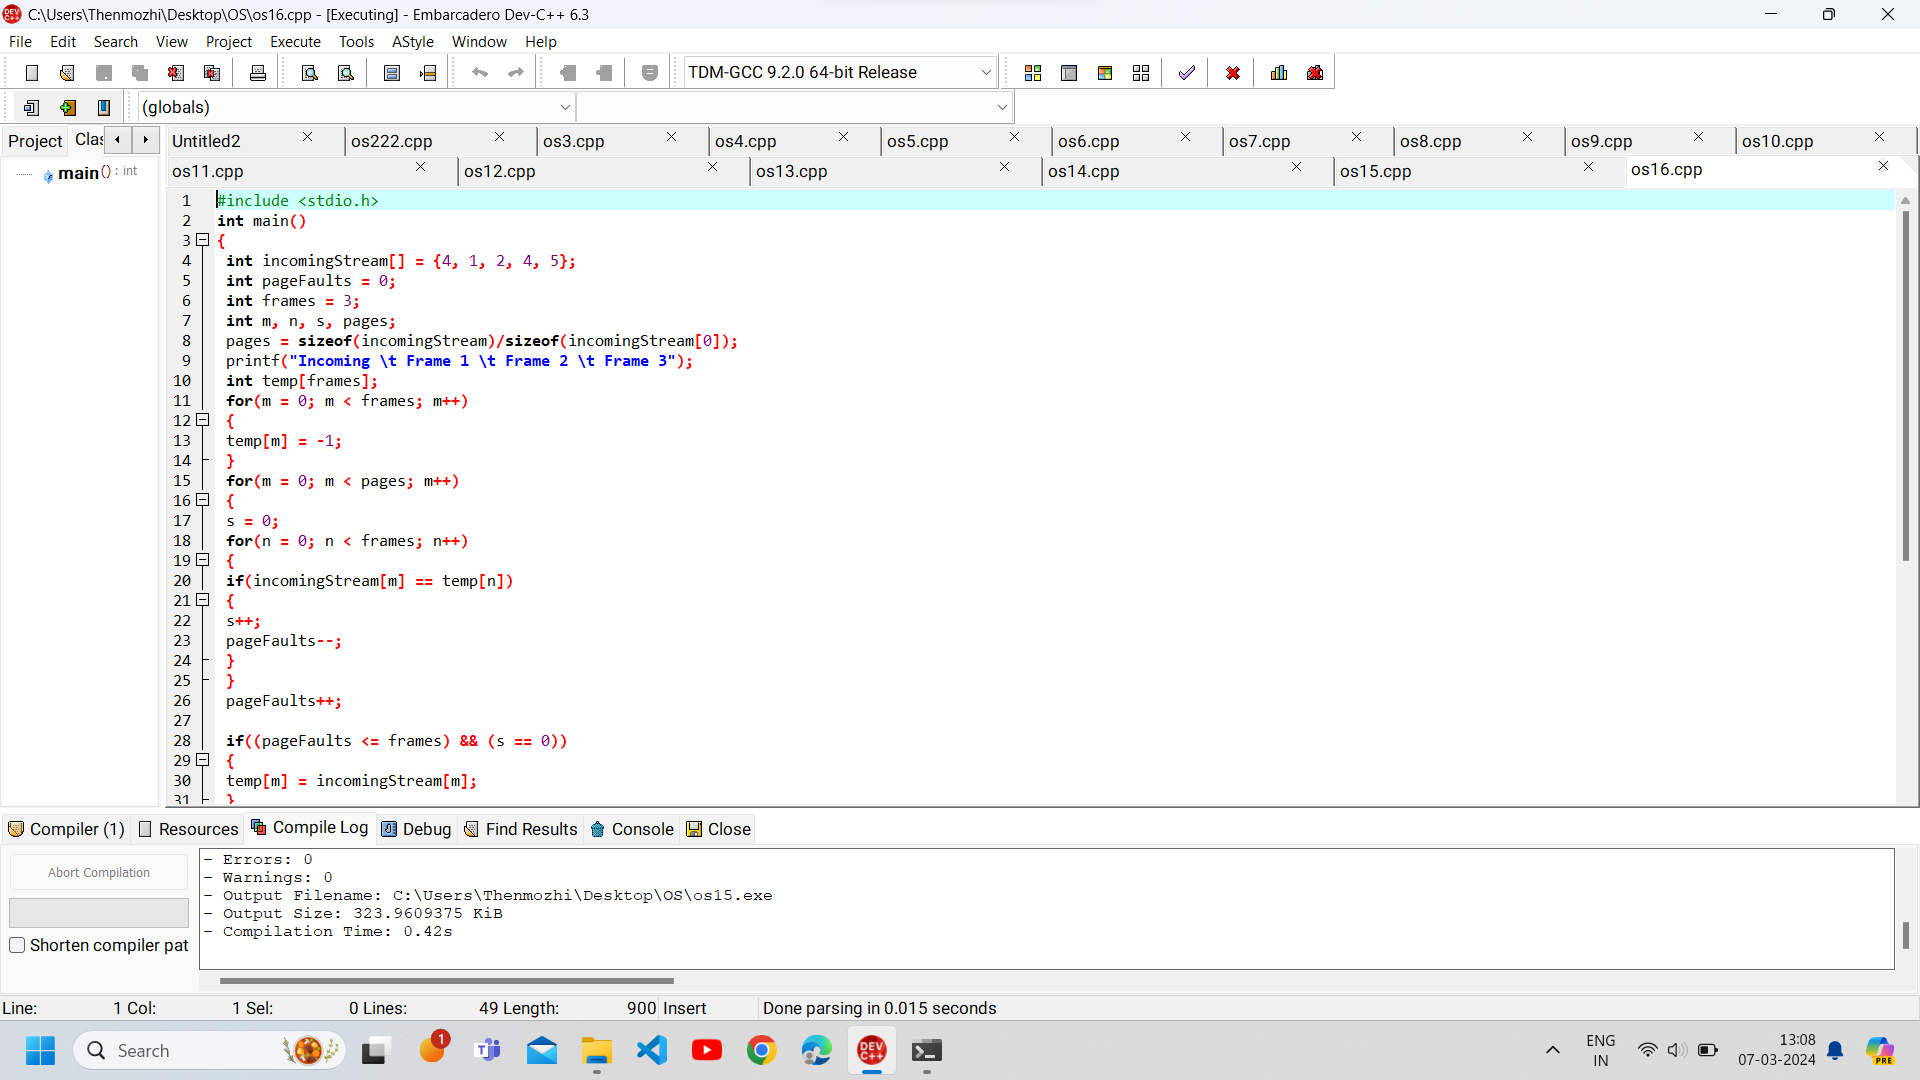 C:\Users\Thenmozhi\Desktop\OS\os16.cpp - [Executing] - Embarcadero Dev-C++ 6.3
File Edit Search View Project Execute Tools AStyle Window Help
TDM-GCC 9.2.0 64-bit Release
(globals)
Project Clas
Untitled2 os222.cpp os3.cpp os4.cpp os5.cpp os6.cpp os7.cpp os8.cpp os9.cpp os10.cpp
os11.cpp os12.cpp os13.cpp os14.cpp os15.cpp os16.cpp
main() : int
1 #include <stdio.h>
2 int main()
3 {
4 int incomingStream[] = {4, 1, 2, 4, 5};
5 int pageFaults = 0;
6 int frames = 3;
7 int m, n, s, pages;
8 pages = sizeof(incomingStream)/sizeof(incomingStream[0]);
9 printf("Incoming \t Frame 1 \t Frame 2 \t Frame 3");
10 int temp[frames];
11 for(m = 0; m < frames; m++)
12 {
13 temp[m] = -1;
14 }
15 for(m = 0; m < pages; m++)
16 {
17 s = 0;
18 for(n = 0; n < frames; n++)
19 {
20 if(incomingStream[m] == temp[n])
21 {
22 s++;
23 pageFaults--;
24 }
25 }
26 pageFaults++;
27
28 if((pageFaults <= frames) && (s == 0))
29 {
30 temp[m] = incomingStream[m];
31 }
Compiler (1) Resources Compile Log Debug Find Results Console Close
Abort Compilation
Shorten compiler pat
- Errors: 0
- Warnings: 0
- Output Filename: C:\Users\Thenmozhi\Desktop\OS\os15.exe
- Output Size: 323.9609375 KiB
- Compilation Time: 0.42s
Line: 1 Col: 1 Sel: 0 Lines: 49 Length: 900 Insert Done parsing in 0.015 seconds
Search
1
DEV C++
ENG
IN
13:08
07-03-2024
PRE